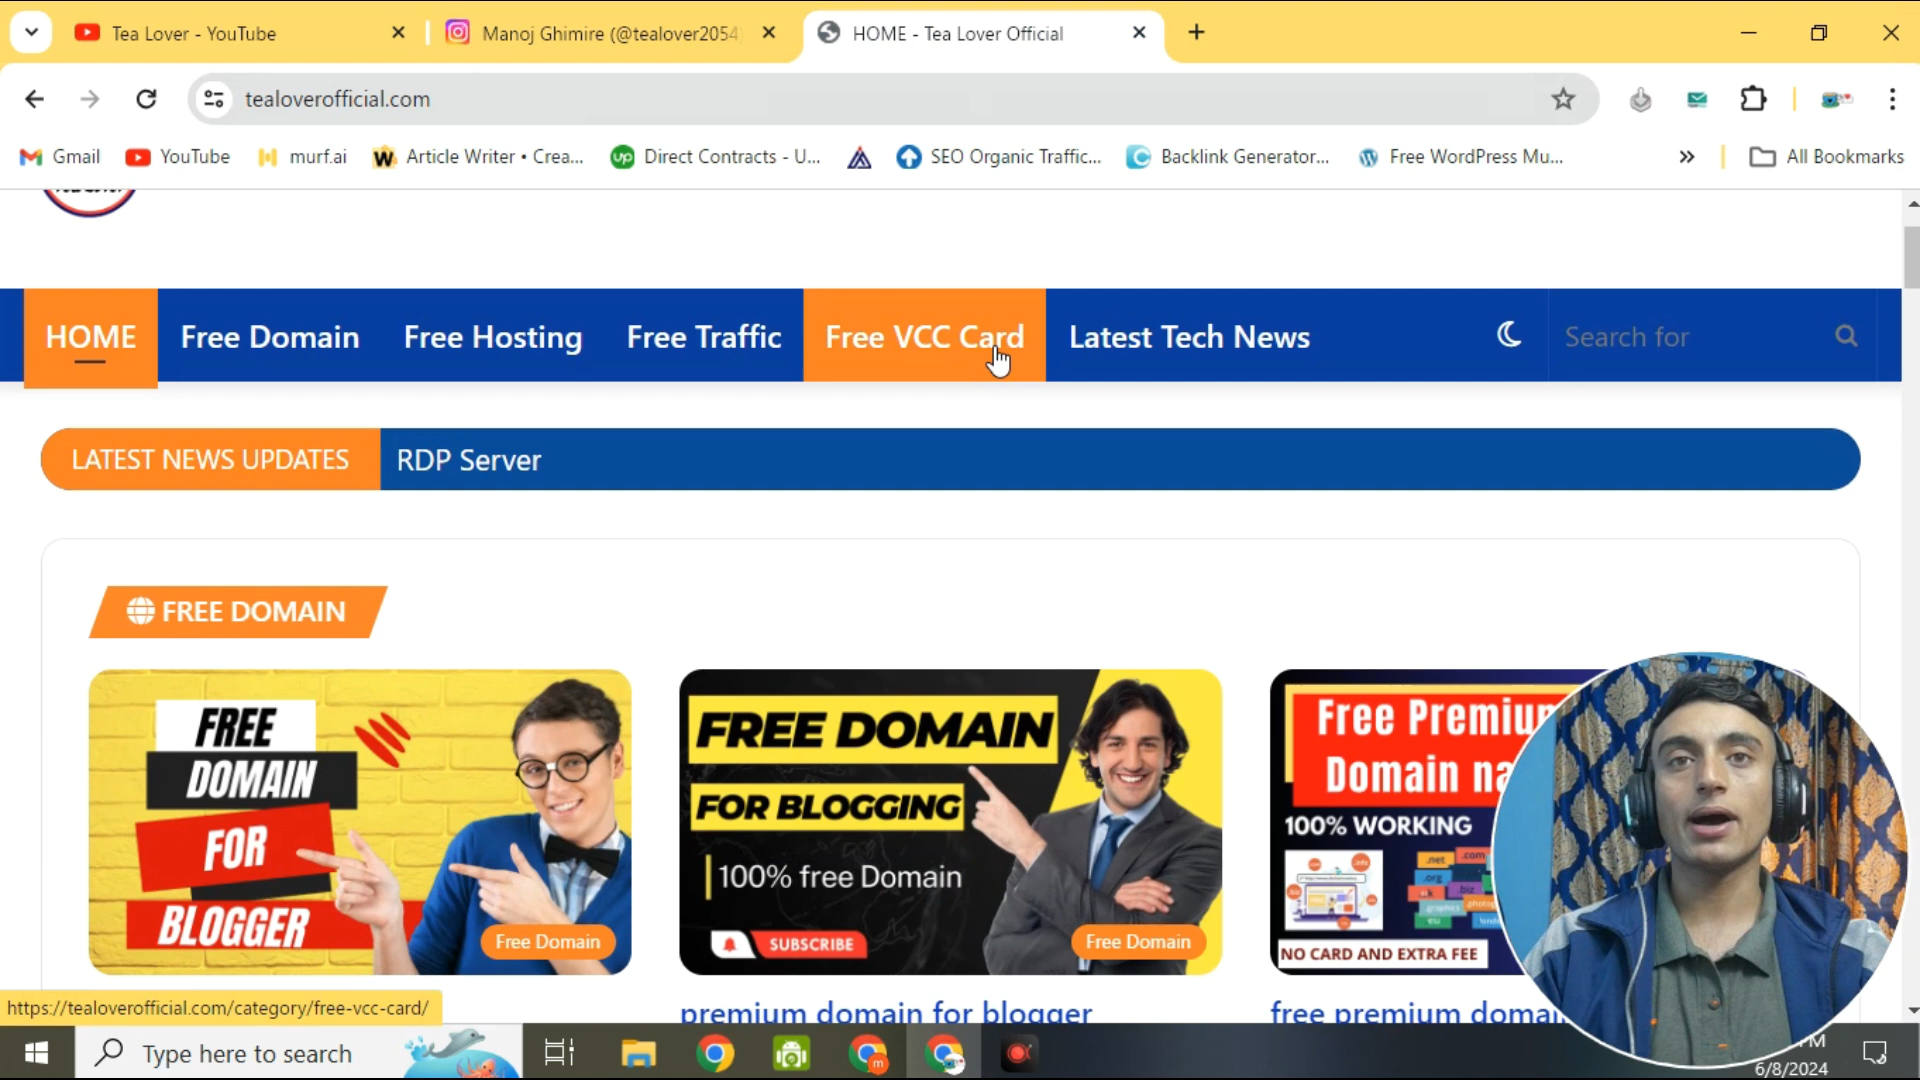 Tea Lover - YouTube
Manoj Ghimire (@tealover2054
HOME - Tea Lover Official
tealoverofficial.com
Gmail
YouTube
murf.ai
Article Writer • Crea...
Direct Contracts - U...
SEO Organic Traffic...
Backlink Generator...
Free WordPress Mu...
All Bookmarks
HOME
Free Domain
Free Hosting
Free Traffic
Free VCC Card
Latest Tech News
Search for
LATEST NEWS UPDATES
RDP Server
FREE DOMAIN
FREE
DOMAIN
FOR
BLOGGER
Free Domain
FREE DOMAIN
FOR BLOGGING
100% free Domain
SUBSCRIBE
Free Domain
Free Premium
Domain na
100% WORKING
NO CARD AND EXTRA FEE
https://tealoverofficial.com/category/free-vcc-card/
premium domain for blogger
free premium domai
Type here to search
PM
6/8/2024